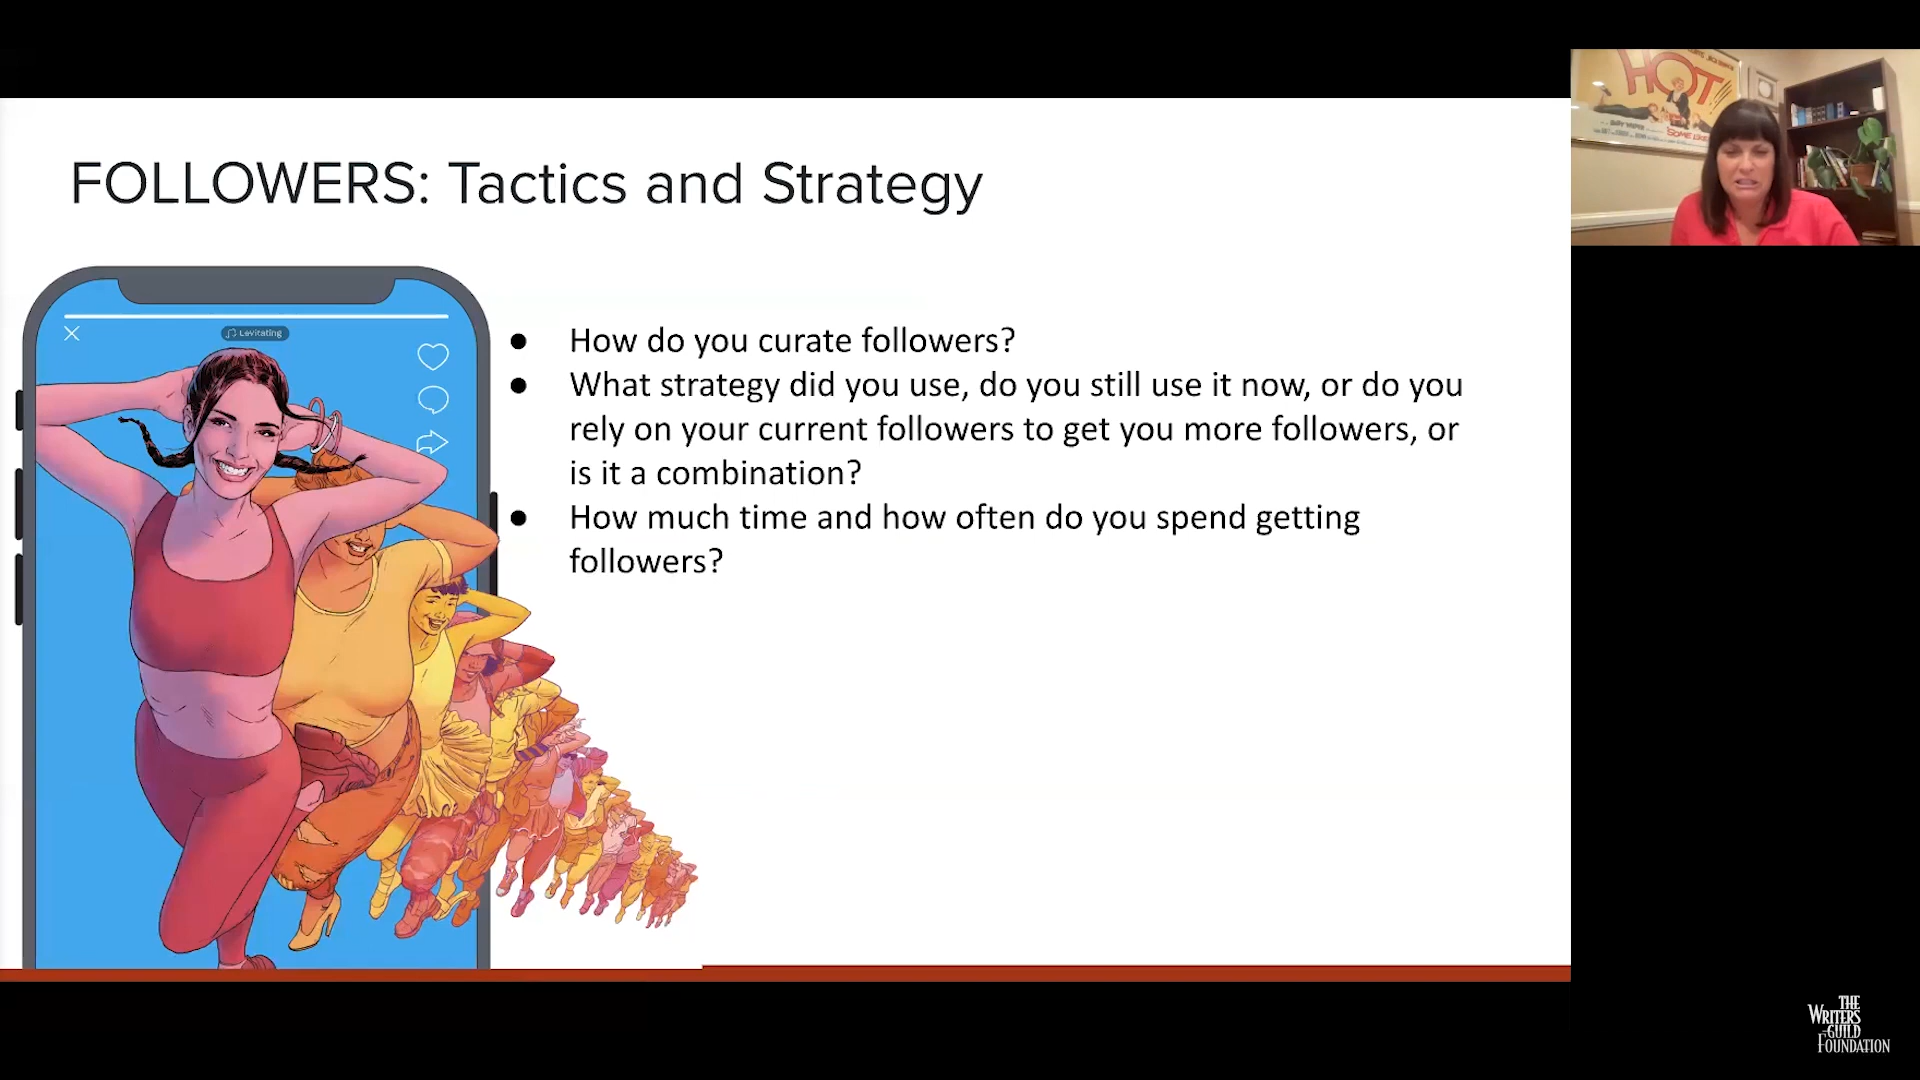 FOLLOWERS: Tactics and Strategy
Levitating
● How do you curate followers?
● What strategy did you use, do you still use it now, or do you
rely on your current followers to get you more followers, or
is it a combination?
● How much time and how often do you spend getting
followers?
HOT
SOME LIKE
THE
WRITERS
GUILD
FOUNDATION